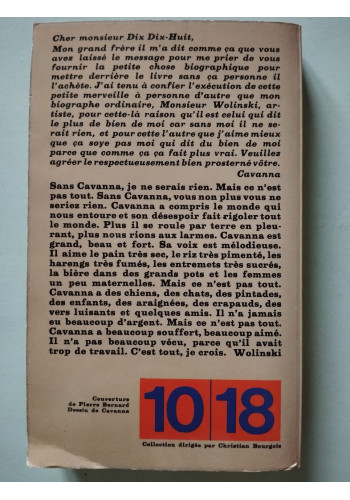 Cher monsieur Dix Dix-Huit,
Mon grand frère il m'a dit comme ça que vous
avez laissé le message pour me prier de vous
fournir la petite chose biographique pour
mettre derrière le livre sans ça personne il
l'achète. J'ai tenu à confier l'exécution de cette
petite merveille à personne d'autre que mon
biographe ordinaire, Monsieur Wolinski, ar-
tiste, pour cette-là raison qu'il est celui qui dit
le plus de bien de moi car sans moi il ne se-
rait rien, et pour cette l'autre que j'aime mieux
que ça soye pas moi qui dit du bien de moi
parce que comme ça ça fait plus vrai. Veuillez
agréer le respectueusement bien prosterné vôtre.
Cavanna
Sans Cavanna, je ne serais rien. Mais ce n'est
pas tout. Sans Cavanna, vous non plus vous ne
seriez rien. Cavanna a compris le monde qui
nous entoure et son désespoir fait rigoler tout
le monde. Plus il se roule par terre en pleu-
rant, plus nous rions aux larmes. Cavanna est
grand, beau et fort. Sa voix est mélodieuse.
Il aime le pain très sec, le riz très pimenté, les
harengs très fumés, les entremets très sucrés,
la bière dans des grands pots et les femmes
un peu maternelles. Mais ce n'est pas tout.
Cavanna a des chiens, des chats, des pintades,
des enfants, des araignées, des crapauds, des
vers luisants et quelques amis. Il n'a jamais
eu beaucoup d'argent. Mais ce n'est pas tout.
Cavanna a beaucoup souffert, beaucoup aimé.
Il n'a pas beaucoup vécu, parce qu'il avait
trop de travail. C'est tout, je crois. Wolinski
Couverture
de Pierre Bernard
Dessin de Cavanna
10 18
Collection dirigée par Christian Bourgois